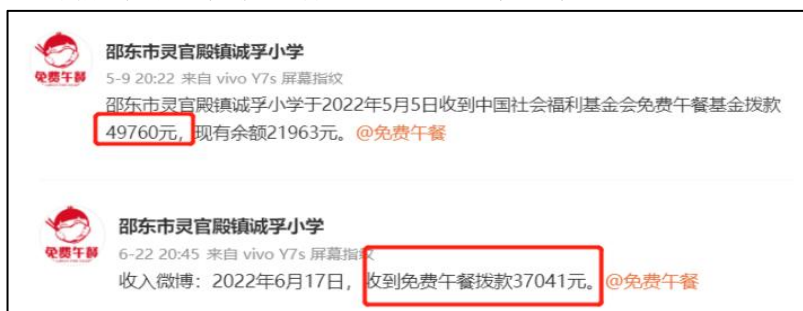 免费午餐
邵东市灵官殿镇诚孚小学
5-9 20:22 来自 vivo Y7s 屏幕指纹
邵东市灵官殿镇诚孚小学于2022年5月5日收到中国社会福利基金会免费午餐基金拨款
49760元，现有余额21963元。@免费午餐
免费午餐
邵东市灵官殿镇诚孚小学
6-22 20:45 来自 vivo Y7s 屏幕指纹
收入微博：2022年6月17日，收到免费午餐拨款37041元。@免费午餐